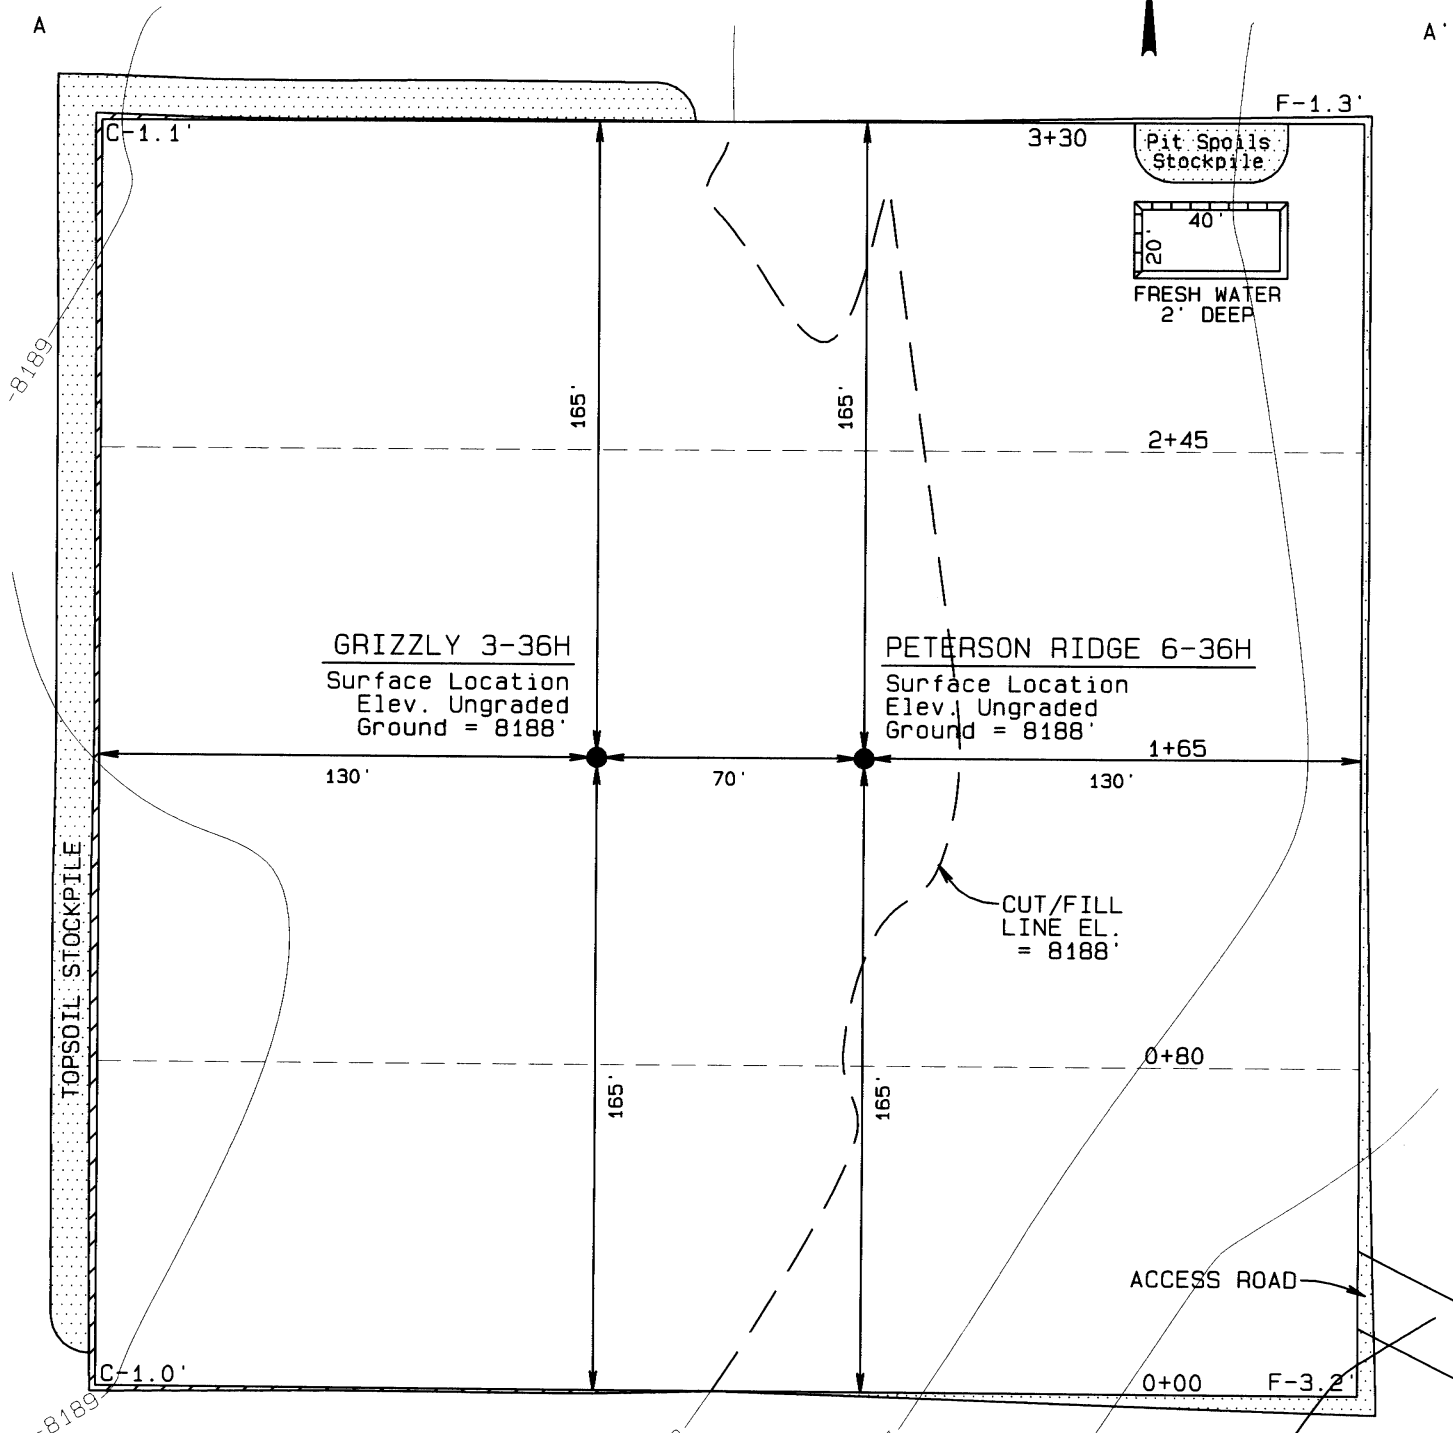 A
A'
F-1.3'
C-1.1'
3+30
Pit Spoils
Stockpile
40'
20'
FRESH WATER
2' DEEP
8189
165'
165'
2+45
GRIZZLY 3-36H
Surface Location
Elev. Ungraded
Ground = 8188'
PETERSON RIDGE 6-36H
Surface Location
Elev. Ungraded
Ground = 8188'
1+65
130'
70'
130'
TOPSOIL STOCKPILE
CUT/FILL
LINE EL.
= 8188'
0+80
165'
165'
ACCESS ROAD
C-1.0'
0+00
F-3.2'
8189